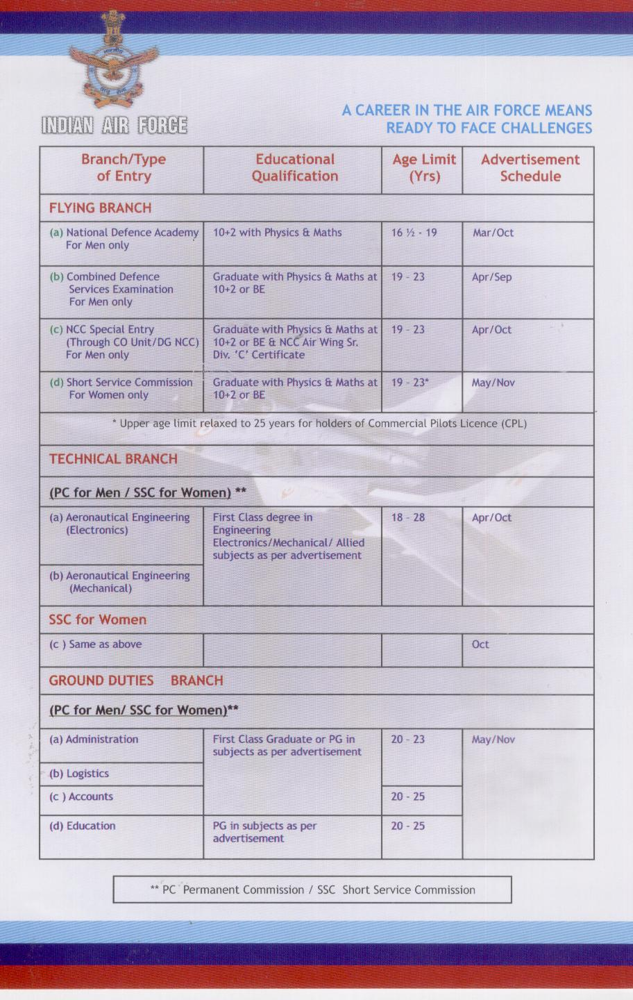 INDIAN AIR FORCE
A CAREER IN THE AIR FORCE MEANS
READY TO FACE CHALLENGES
Branch/Type
of Entry
Educational
Qualification
Age Limit
(Yrs)
Advertisement
Schedule
FLYING BRANCH
(a) National Defence Academy
For Men only
10+2 with Physics & Maths
16 ½ - 19
Mar/Oct
(b) Combined Defence
Services Examination
For Men only
Graduate with Physics & Maths at
10+2 or BE
19 - 23
Apr/Sep
(c) NCC Special Entry
(Through CO Unit/DG NCC)
For Men only
Graduate with Physics & Maths at
10+2 or BE & NCC Air Wing Sr.
Div. ‘C’ Certificate
19 - 23
Apr/Oct
(d) Short Service Commission
For Women only
Graduate with Physics & Maths at
10+2 or BE
19 - 23*
May/Nov
* Upper age limit relaxed to 25 years for holders of Commercial Pilots Licence (CPL)
TECHNICAL BRANCH
(PC for Men / SSC for Women) **
(a) Aeronautical Engineering
(Electronics)
First Class degree in
Engineering
Electronics/Mechanical/ Allied
subjects as per advertisement
18 - 28
Apr/Oct
(b) Aeronautical Engineering
(Mechanical)
SSC for Women
(c ) Same as above
Oct
GROUND DUTIES BRANCH
(PC for Men/ SSC for Women)**
(a) Administration
First Class Graduate or PG in
subjects as per advertisement
20 - 23
May/Nov
(b) Logistics
(c ) Accounts
20 - 25
(d) Education
PG in subjects as per
advertisement
20 - 25
** PC Permanent Commission / SSC Short Service Commission